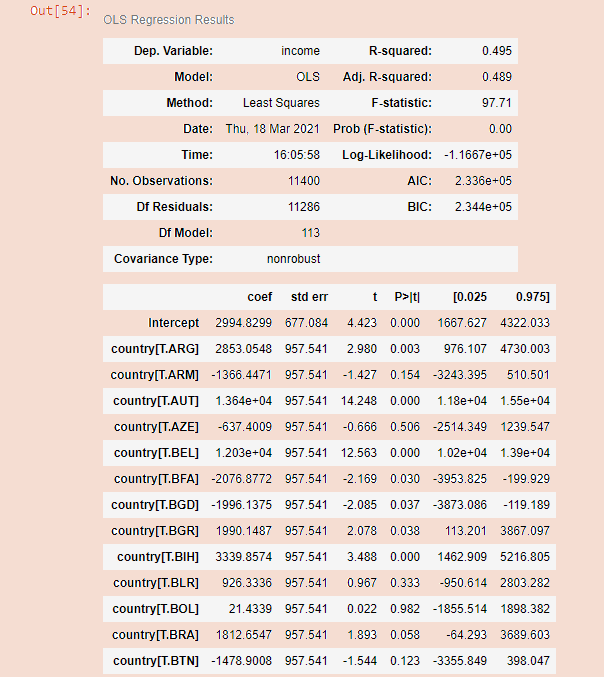 Out[54]:
OLS Regression Results
Dep. Variable: income R-squared: 0.495
Model: OLS Adj. R-squared: 0.489
Method: Least Squares F-statistic: 97.71
Date: Thu, 18 Mar 2021 Prob (F-statistic): 0.00
Time: 16:05:58 Log-Likelihood: -1.1667e+05
No. Observations: 11400 AIC: 2.336e+05
Df Residuals: 11286 BIC: 2.344e+05
Df Model: 113
Covariance Type: nonrobust
coef std err t P>|t| [0.025 0.975]
Intercept 2994.8299 677.084 4.423 0.000 1667.627 4322.033
country[T.ARG] 2853.0548 957.541 2.980 0.003 976.107 4730.003
country[T.ARM] -1366.4471 957.541 -1.427 0.154 -3243.395 510.501
country[T.AUT] 1.364e+04 957.541 14.248 0.000 1.18e+04 1.55e+04
country[T.AZE] -637.4009 957.541 -0.666 0.506 -2514.349 1239.547
country[T.BEL] 1.203e+04 957.541 12.563 0.000 1.02e+04 1.39e+04
country[T.BFA] -2076.8772 957.541 -2.169 0.030 -3953.825 -199.929
country[T.BGD] -1996.1375 957.541 -2.085 0.037 -3873.086 -119.189
country[T.BGR] 1990.1487 957.541 2.078 0.038 113.201 3867.097
country[T.BIH] 3339.8574 957.541 3.488 0.000 1462.909 5216.805
country[T.BLR] 926.3336 957.541 0.967 0.333 -950.614 2803.282
country[T.BOL] 21.4339 957.541 0.022 0.982 -1855.514 1898.382
country[T.BRA] 1812.6547 957.541 1.893 0.058 -64.293 3689.603
country[T.BTN] -1478.9008 957.541 -1.544 0.123 -3355.849 398.047